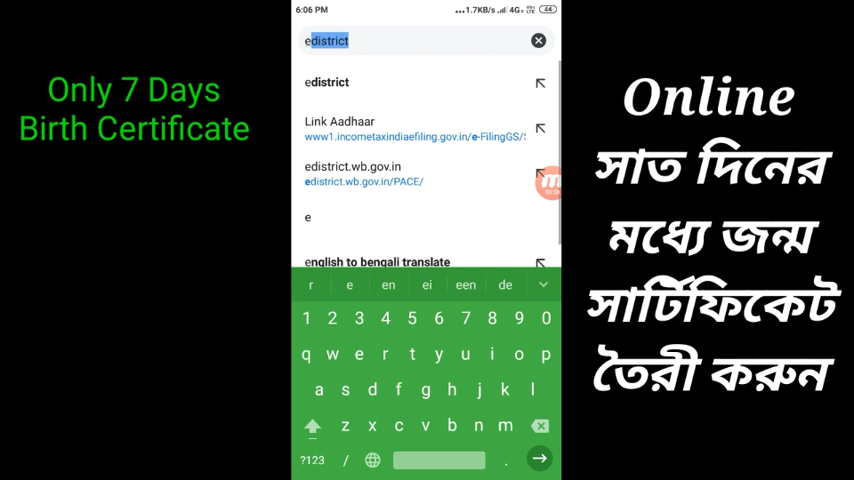 Only 7 Days
Birth Certificate
6:06 PM
...1.7KB/s 4G+ VoI LTE 44
edistrict
edistrict
Link Aadhaar
www1.incometaxindiaefiling.gov.in/e-FilingGS/S
edistrict.wb.gov.in
edistrict.wb.gov.in/PACE/
e
english to bengali translate
r e en ei een de
1 2 3 4 5 6 7 8 9 0
q w e r t y u i o p
a s d f g h j k l
z x c v b n m
?123 / .
Online
সাত দিনের
মধ্যে জন্ম
সার্টিফিকেট
তৈরী করুন